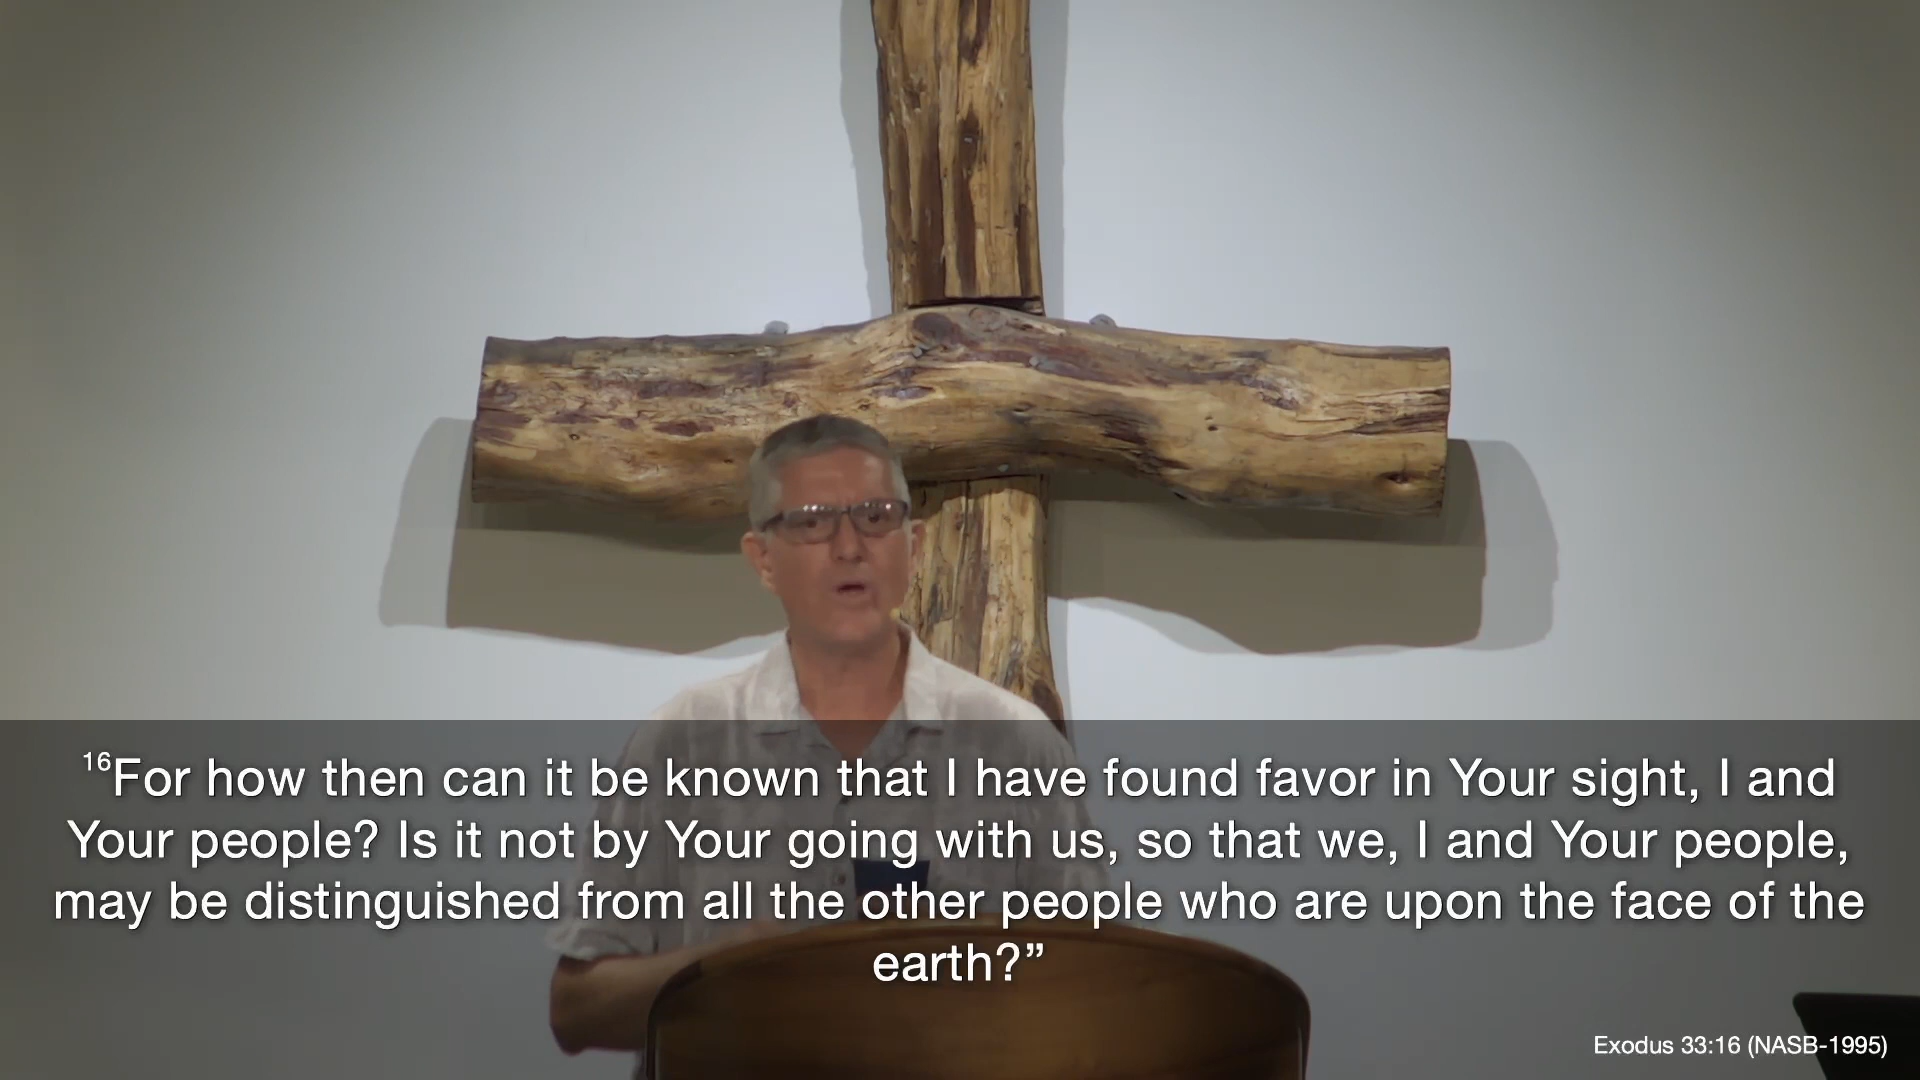 ¹⁶For how then can it be known that I have found favor in Your sight, I and
Your people? Is it not by Your going with us, so that we, I and Your people,
may be distinguished from all the other people who are upon the face of the
earth?”
Exodus 33:16 (NASB-1995)